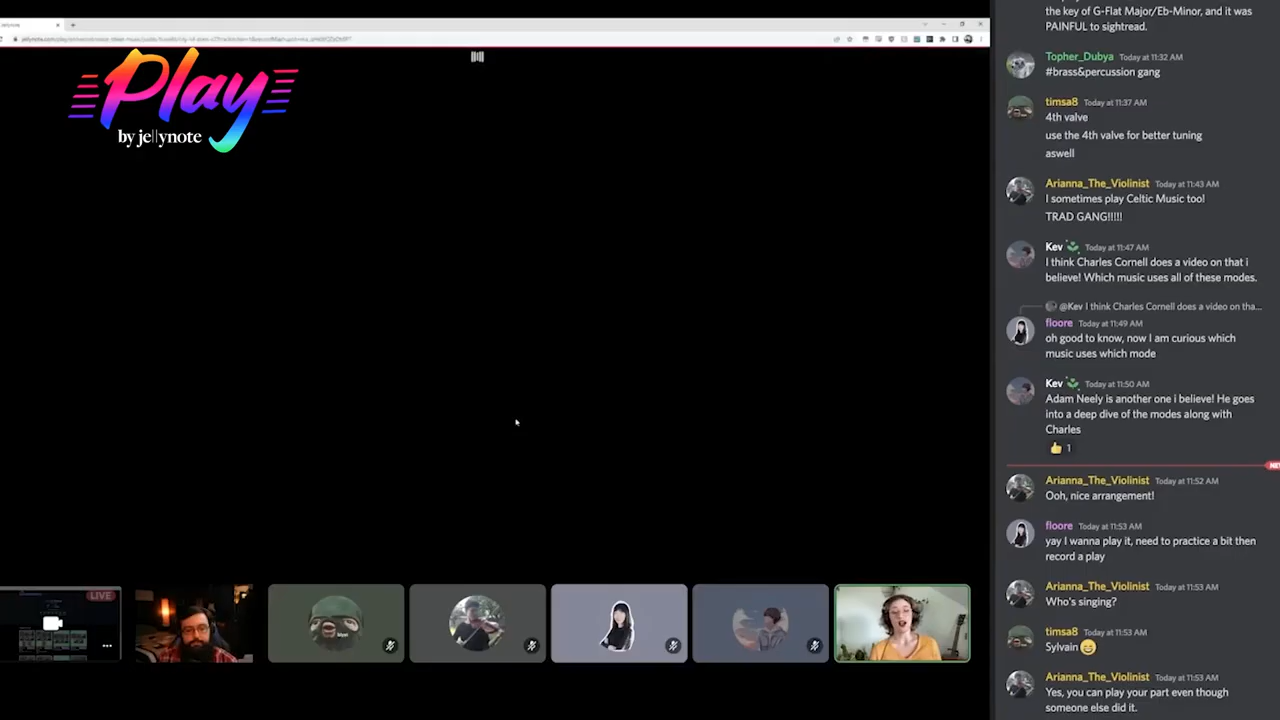 Play
by jellynote
LIVE
the key of G-Flat Major/Eb-Minor, and it was
PAINFUL to sightread.
Topher_Dubya Today at 11:32 AM
#brass&percussion gang
timsa8 Today at 11:37 AM
4th valve
use the 4th valve for better tuning
aswell
Arianna_The_Violinist Today at 11:43 AM
I sometimes play Celtic Music too!
TRAD GANG!!!!!
Kev Today at 11:47 AM
I think Charles Cornell does a video on that i
believe! Which music uses all of these modes.
@Kev I think Charles Cornell does a video on tha...
floore Today at 11:49 AM
oh good to know, now I am curious which
music uses which mode
Kev Today at 11:50 AM
Adam Neely is another one i believe! He goes
into a deep dive of the modes along with
Charles
👍 1
Arianna_The_Violinist Today at 11:52 AM
Ooh, nice arrangement!
floore Today at 11:53 AM
yay I wanna play it, need to practice a bit then
record a play
Arianna_The_Violinist Today at 11:53 AM
Who's singing?
timsa8 Today at 11:53 AM
Sylvain 😄
Arianna_The_Violinist Today at 11:53 AM
Yes, you can play your part even though
someone else did it.